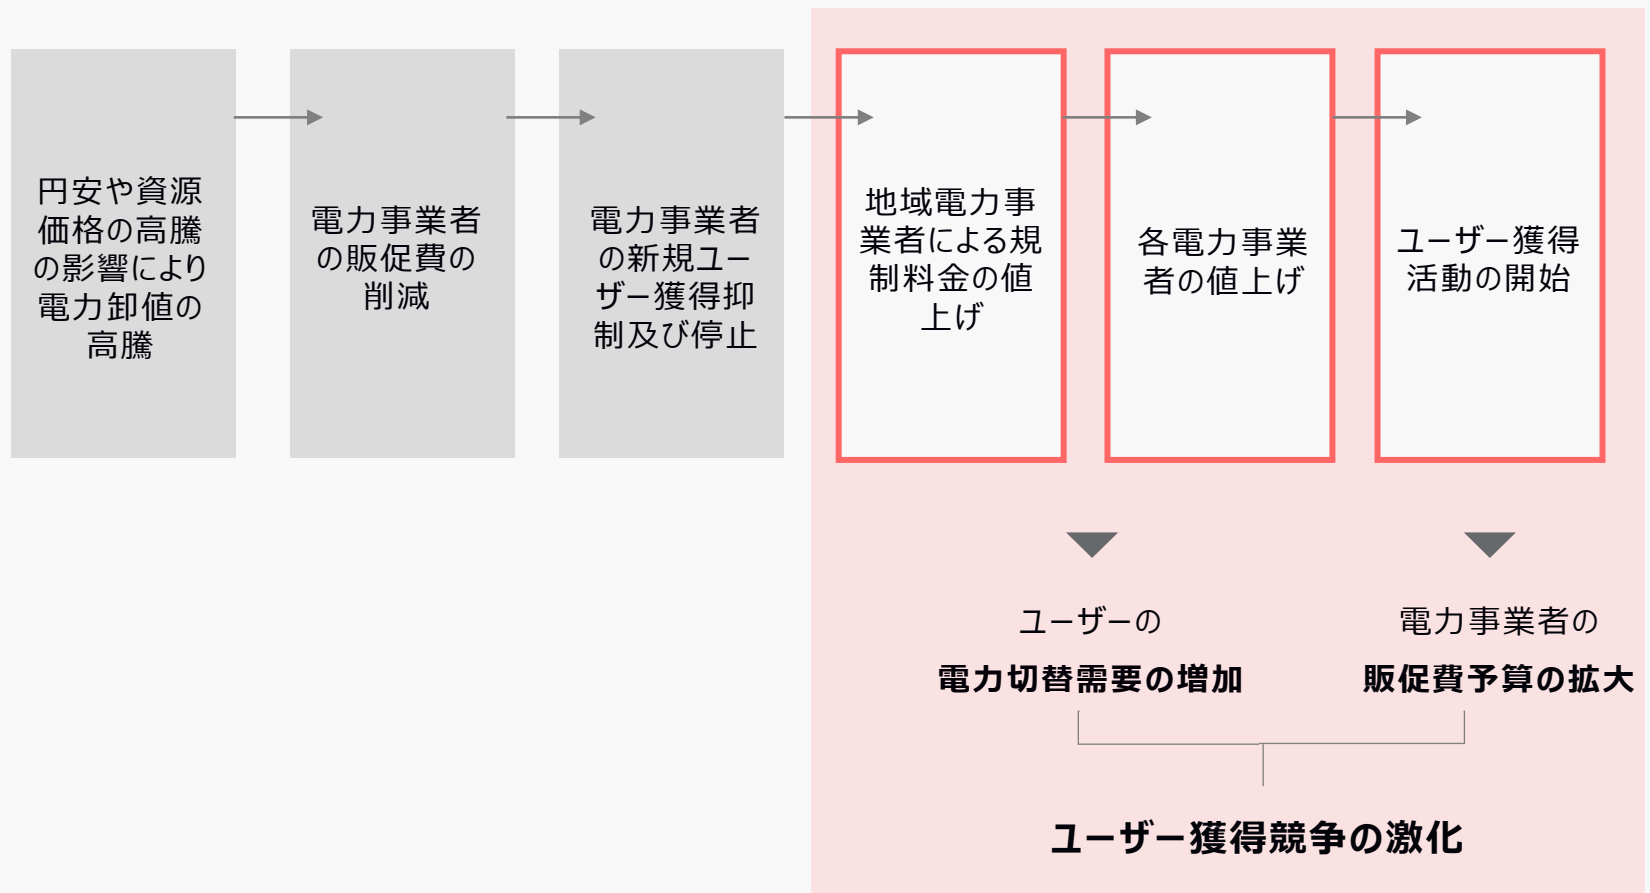 円安や資源
価格の高騰
の影響により
電力卸値の
高騰
電力事業者
の販促費の
削減
電力事業者
の新規ユー
ザー獲得抑
制及び停止
地域電力事
業者による規
制料金の値
上げ
各電力事業
者の値上げ
ユーザー獲得
活動の開始
ユーザーの
電力切替需要の増加
電力事業者の
販促費予算の拡大
ユーザー獲得競争の激化